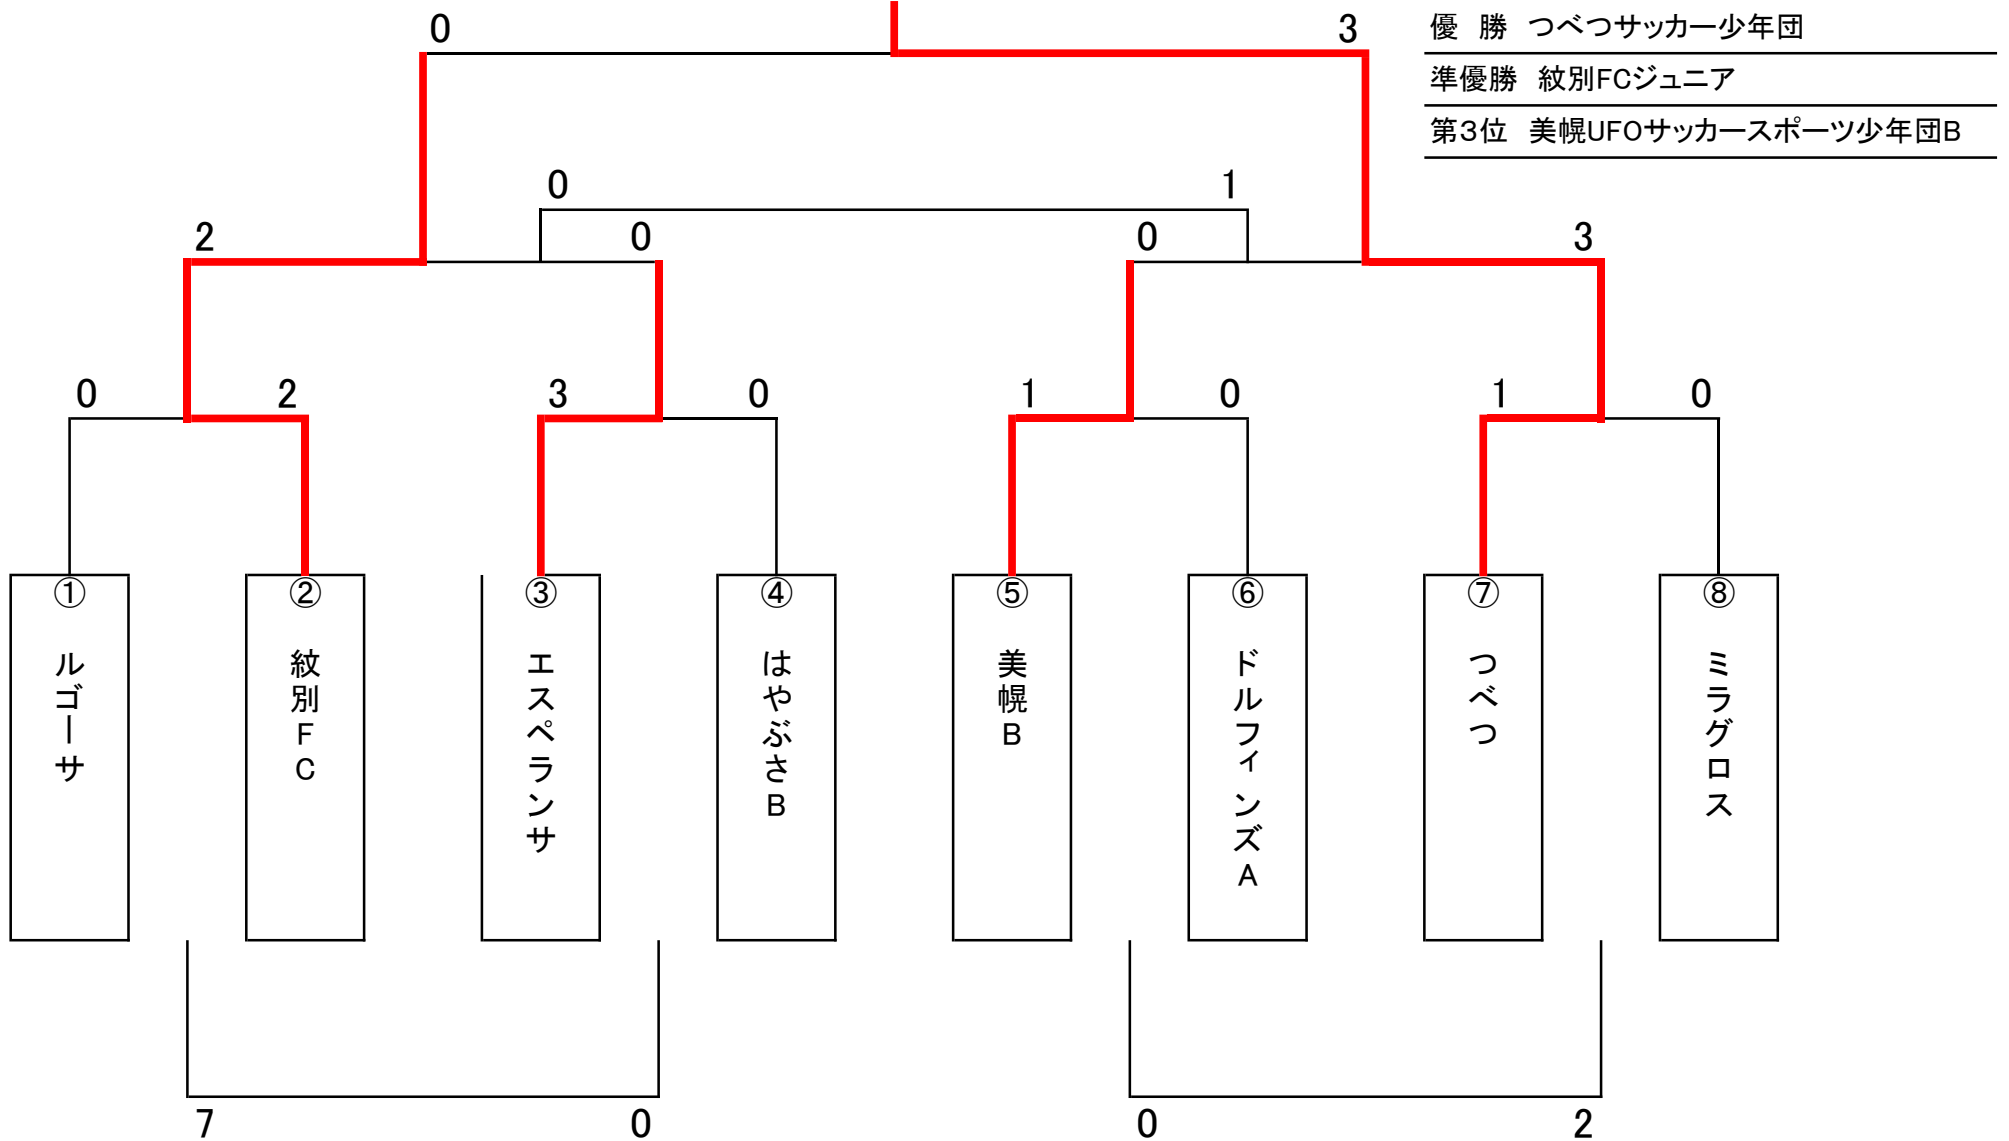 0
3
優 勝 つべつサッカー少年団
準優勝 紋別FCジュニア
第3位 美幌UFOサッカースポーツ少年団B
0
1
2
0
0
3
0
2
3
0
1
0
1
0
①
ルゴーサ
②
紋別FC
③
エスペランサ
④
はやぶさB
⑤
美幌B
⑥
ドルフィンズA
⑦
つべつ
⑧
ミラグロス
7
0
0
2